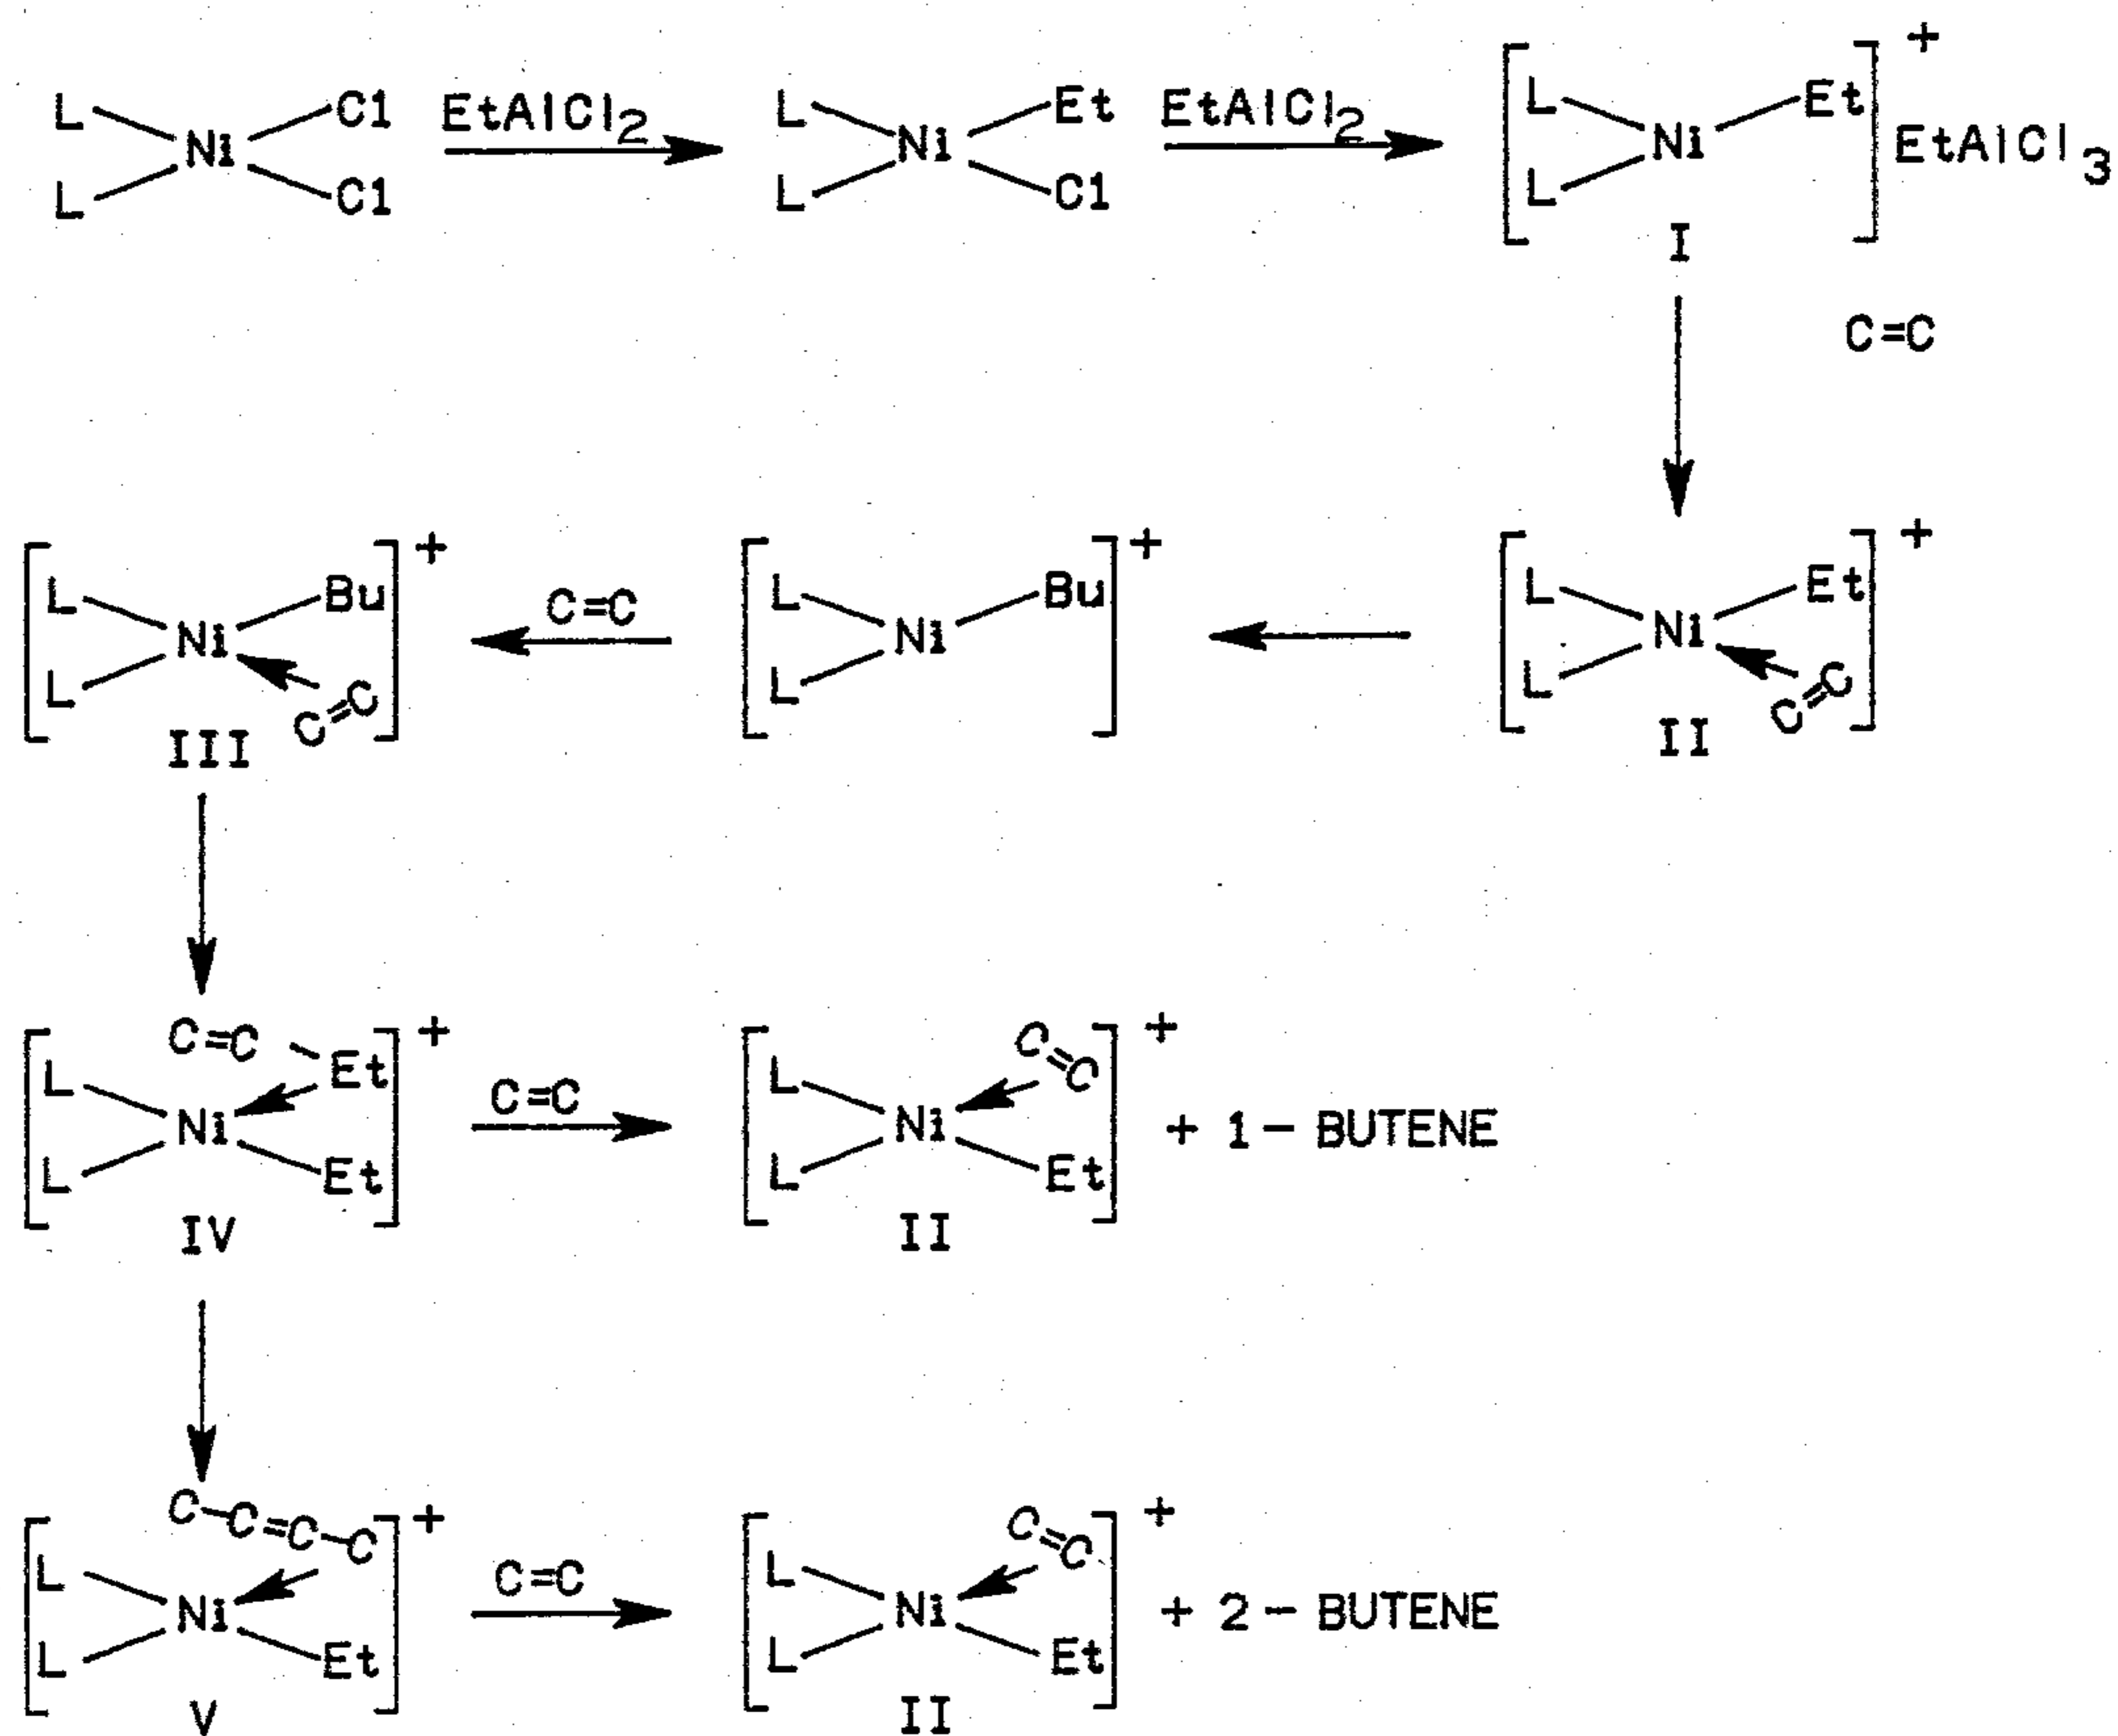 L Cl EtAlCl2 L Et EtAlCl2 [ L Et ]+
Ni Ni Ni EtAlCl3
L Cl L Cl L
I
C=C
[ L Bu ]+ C=C [ L Bu ]+ [ L Et ]+
Ni Ni Ni
L C=C L L C=C
III II
[ C=C-Et ]+ C=C [ C=C ]+
L Ni L Ni + 1-BUTENE
L Et L Et
IV II
[ C-C=C-C ]+ C=C [ C=C ]+
L Ni L Ni + 2-BUTENE
L Et L Et
V II